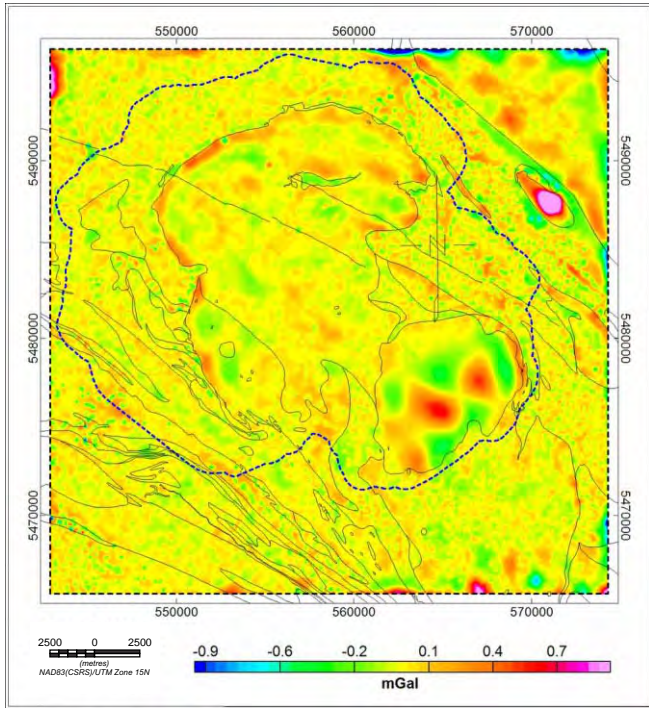 550000 560000 570000
5490000 5490000
5480000 5480000
5470000 5470000
550000 560000 570000
2500 0 2500
(metres)
NAD83(CSRS)/UTM Zone 15N
-0.9 -0.6 -0.2 0.1 0.4 0.7
mGal